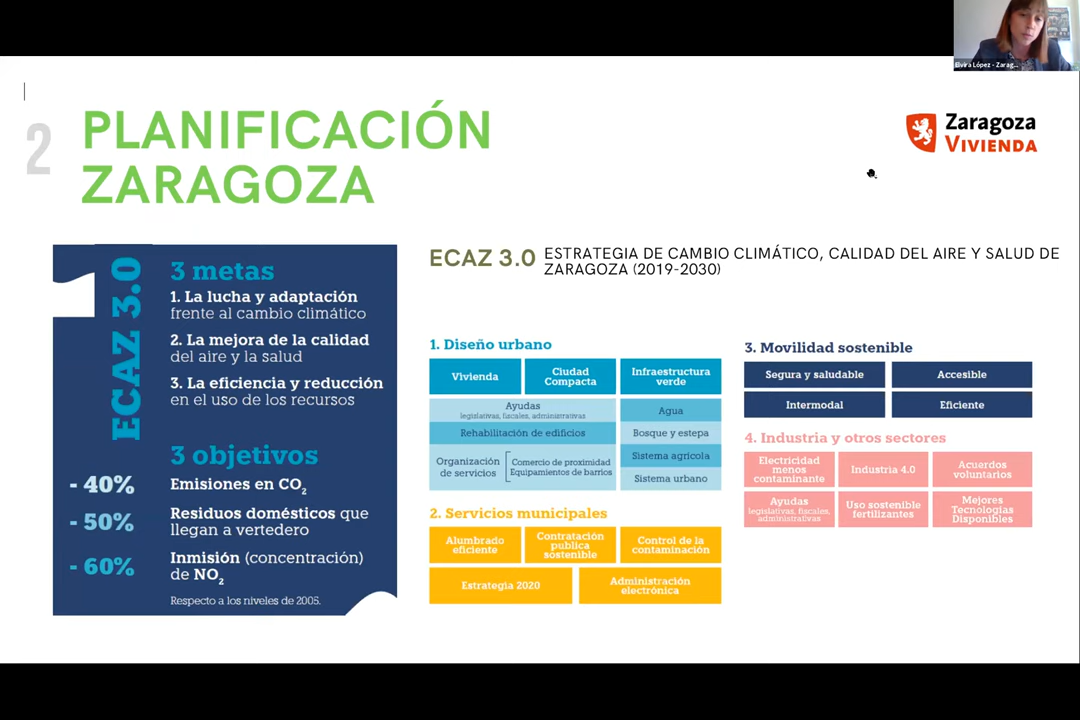 Elvira López - Zarag...
2
PLANIFICACIÓN
ZARAGOZA
Zaragoza
VIVIENDA
1
ECAZ 3.0
3 metas
1. La lucha y adaptación
frente al cambio climático
2. La mejora de la calidad
del aire y la salud
3. La eficiencia y reducción
en el uso de los recursos
3 objetivos
- 40% Emisiones en CO2
- 50% Residuos domésticos que
llegan a vertedero
- 60% Inmisión (concentración)
de NO2
Respecto a los niveles de 2005.
ECAZ 3.0 ESTRATEGIA DE CAMBIO CLIMÁTICO, CALIDAD DEL AIRE Y SALUD DE
ZARAGOZA (2019-2030)
1. Diseño urbano
Vivienda
Ciudad
Compacta
Infraestructura
verde
Ayudas
legislativas, fiscales, administrativas
Rehabilitación de edificios
Organización
de servicios
Comercio de proximidad
Equipamientos de barrios
Agua
Bosque y estepa
Sistema agrícola
Sistema urbano
2. Servicios municipales
Alumbrado
eficiente
Contratación
publica
sostenible
Control de la
contaminación
Estrategia 2020
Administración
electrónica
3. Movilidad sostenible
Segura y saludable
Accesible
Intermodal
Eficiente
4. Industria y otros sectores
Electricidad
menos
contaminante
Industria 4.0
Acuerdos
voluntarios
Ayudas
legislativas, fiscales,
administrativas
Uso sostenible
fertilizantes
Mejores
Tecnologías
Disponibles